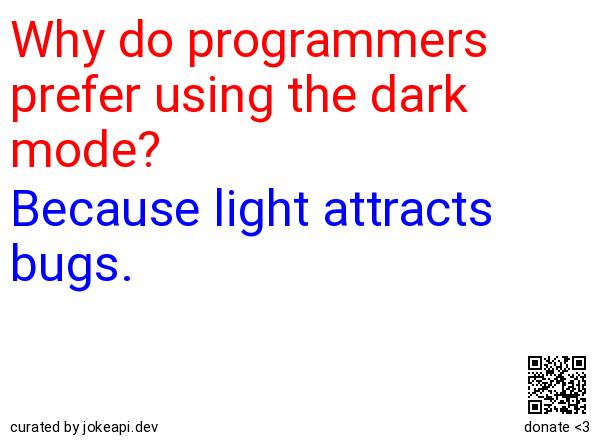 Why do programmers
prefer using the dark
mode?
Because light attracts
bugs.
curated by jokeapi.dev
donate <3